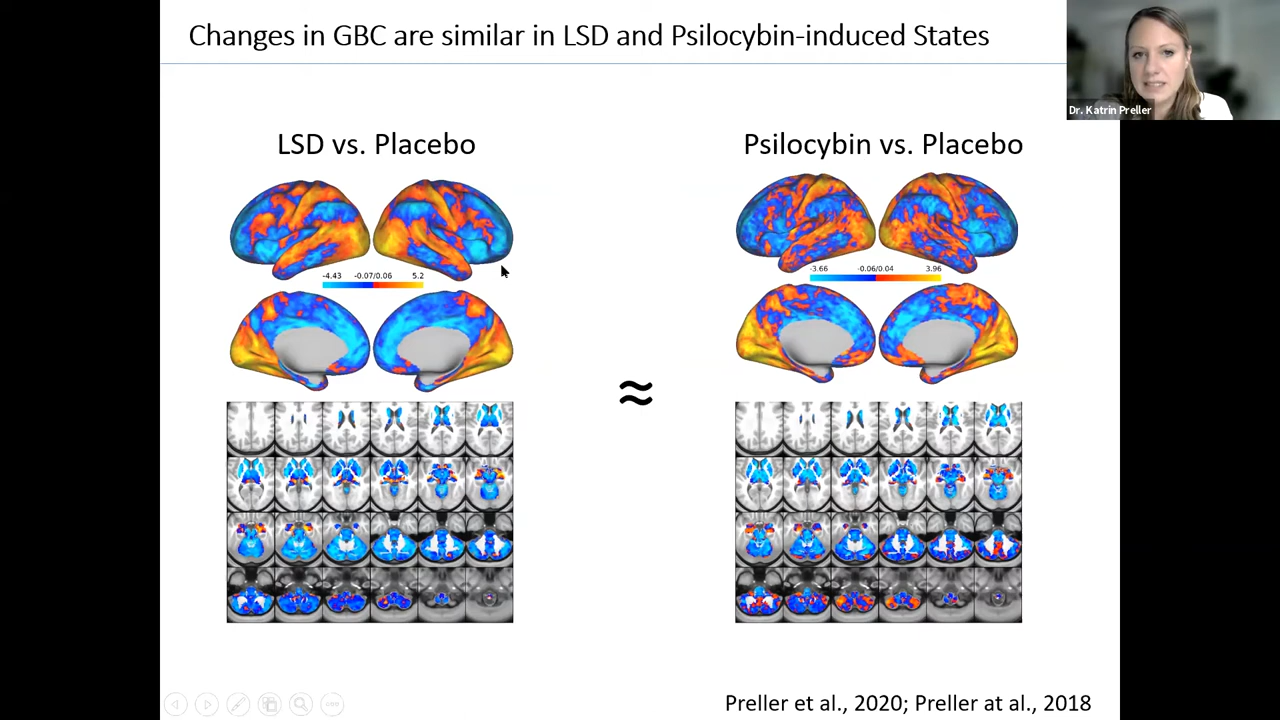 Changes in GBC are similar in LSD and Psilocybin-induced States
Dr. Katrin Preller
LSD vs. Placebo
Psilocybin vs. Placebo
-4.43 -0.07/0.06 5.2
-3.66 -0.06/0.04 3.96
≈
Preller et al., 2020; Preller at al., 2018